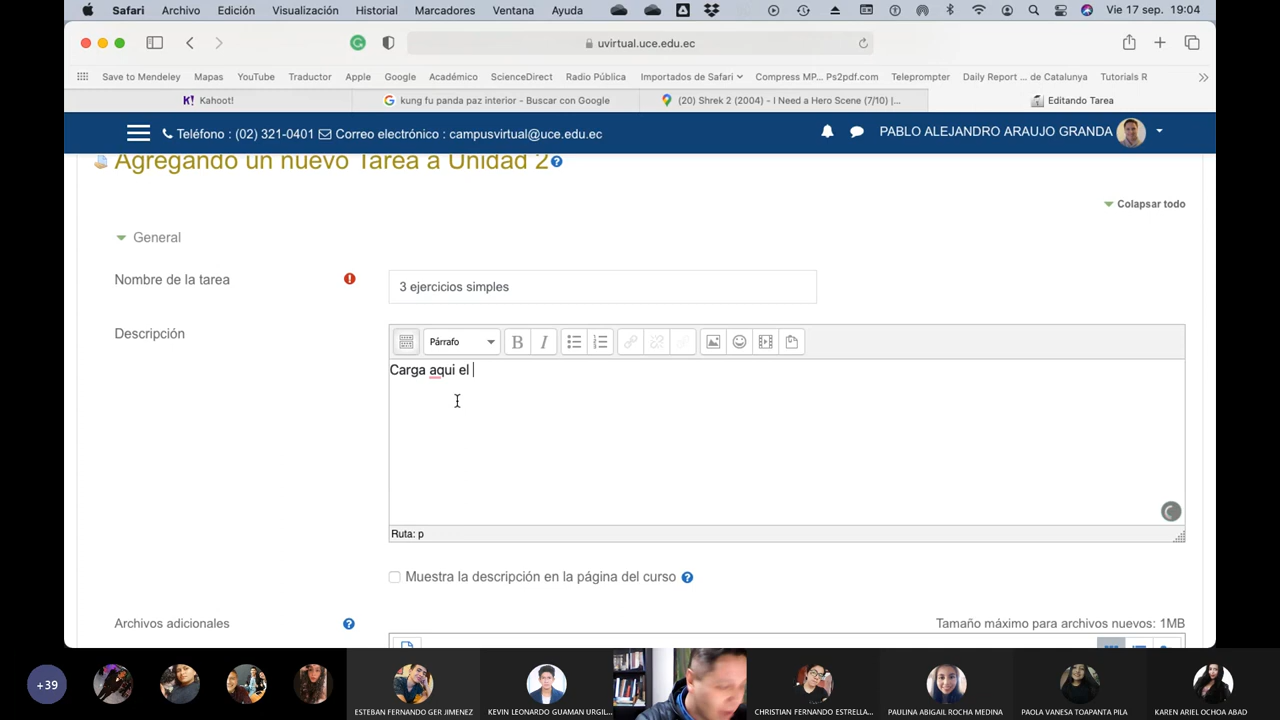 Safari Archivo Edición Visualización Historial Marcadores Ventana Ayuda Vie 17 sep. 19:04
uvirtual.uce.edu.ec
Save to Mendeley Mapas YouTube Traductor Apple Google Académico ScienceDirect Radio Pública Importados de Safari Compress MP... Ps2pdf.com Teleprompter Daily Report ... de Catalunya Tutorials R
K! Kahoot! kung fu panda paz interior - Buscar con Google (20) Shrek 2 (2004) - I Need a Hero Scene (7/10) |... Editando Tarea
Teléfono : (02) 321-0401 Correo electrónico : campusvirtual@uce.edu.ec PABLO ALEJANDRO ARAUJO GRANDA
Agregando un nuevo Tarea a Unidad 2
Colapsar todo
General
Nombre de la tarea 3 ejercicios simples
Descripción Párrafo B I
Carga aqui el
Ruta: p
Muestra la descripción en la página del curso
Archivos adicionales Tamaño máximo para archivos nuevos: 1MB
+39 ESTEBAN FERNANDO GER JIMENEZ KEVIN LEONARDO GUAMAN URGIL... CHRISTIAN FERNANDO ESTRELLA... PAULINA ABIGAIL ROCHA MEDINA PAOLA VANESA TOAPANTA PILA KAREN ARIEL OCHOA ABAD